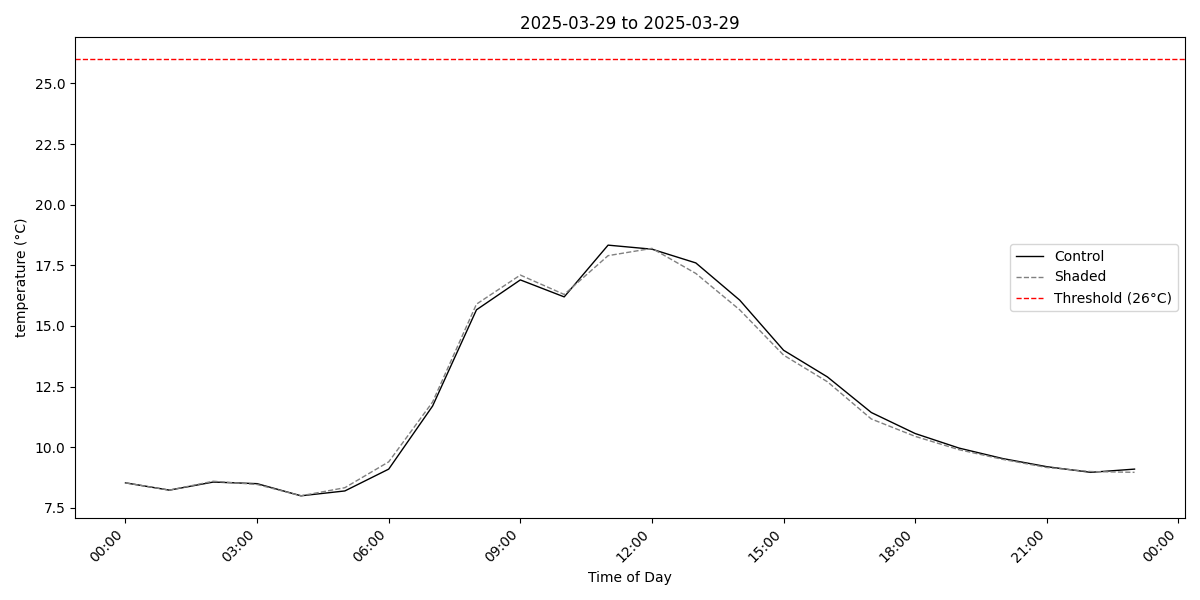 2025-03-29 to 2025-03-29
25.0
22.5
20.0
17.5
15.0
12.5
10.0
7.5
temperature (°C)
Control
Shaded
Threshold (26°C)
00:00
03:00
06:00
09:00
12:00
15:00
18:00
21:00
00:00
Time of Day